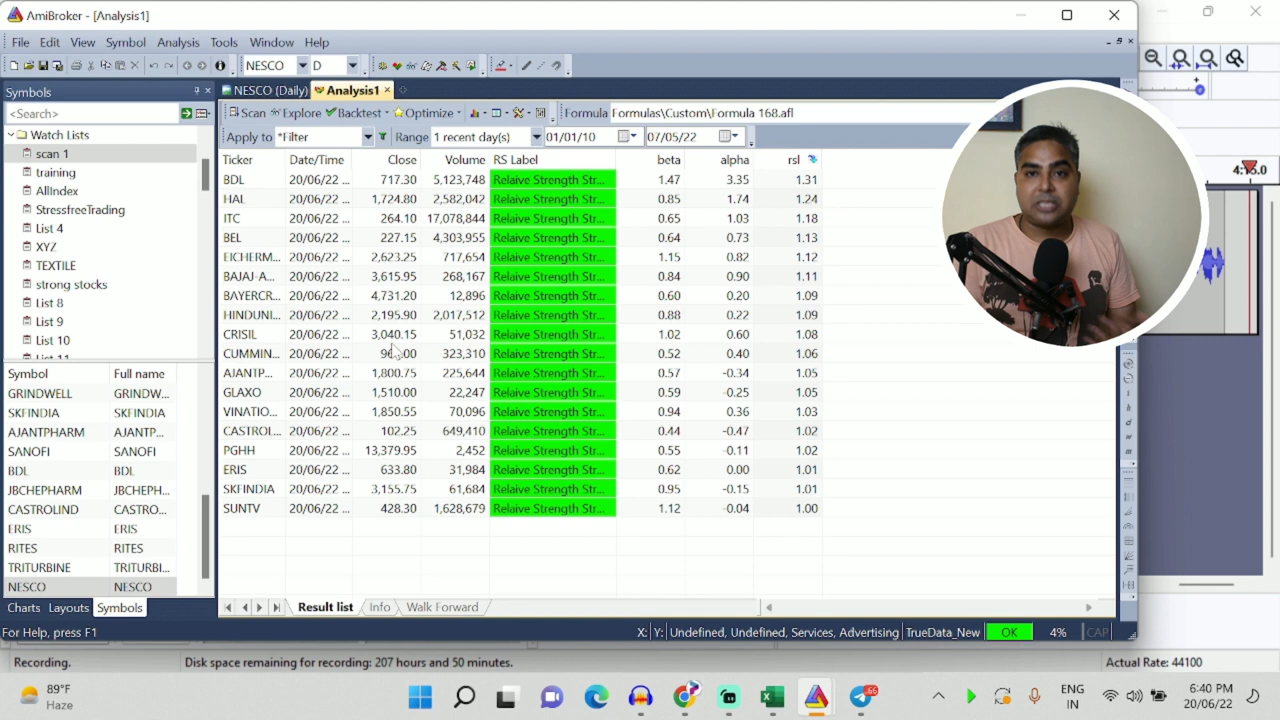 AmiBroker - [Analysis1]
File Edit View Symbol Analysis Tools Window Help
NESCO D
Symbols
NESCO (Daily) Analysis1
<Search>
Scan Explore Backtest Optimize Formula Formulas\Custom\Formula 168.afl
Apply to *Filter Range 1 recent day(s) 01/01/10 07/05/22
Watch Lists
scan 1
training
AllIndex
StressfreeTrading
List 4
XYZ
TEXTILE
strong stocks
List 8
List 9
List 10
List 11
Symbol Full name
GRINDWELL GRINDW...
SKFINDIA SKFINDIA
AJANTPHARM AJANTP...
SANOFI SANOFI
BDL BDL
JBCHEPHARM JBCHEPH...
CASTROLIND CASTRO...
ERIS ERIS
RITES RITES
TRITURBINE TRITURBI...
NESCO NESCO
Charts Layouts Symbols
Ticker Date/Time Close Volume RS Label beta alpha rsl
BDL 20/06/22 ... 717.30 5,123,748 Relaive Strength Str... 1.47 3.35 1.31
HAL 20/06/22 ... 1,724.80 2,582,042 Relaive Strength Str... 0.85 1.74 1.24
ITC 20/06/22 ... 264.10 17,078,844 Relaive Strength Str... 0.65 1.03 1.18
BEL 20/06/22 ... 227.15 4,303,955 Relaive Strength Str... 0.64 0.73 1.13
EICHERM... 20/06/22 ... 2,623.25 717,654 Relaive Strength Str... 1.15 0.82 1.12
BAJAJ-A... 20/06/22 ... 3,615.95 268,167 Relaive Strength Str... 0.84 0.90 1.11
BAYERCR... 20/06/22 ... 4,731.20 12,896 Relaive Strength Str... 0.60 0.20 1.09
HINDUNI... 20/06/22 ... 2,195.90 2,017,512 Relaive Strength Str... 0.88 0.22 1.09
CRISIL 20/06/22 ... 3,040.15 51,032 Relaive Strength Str... 1.02 0.60 1.08
CUMMIN... 20/06/22 ... 323,310 Relaive Strength Str... 0.52 0.40 1.06
AJANTP... 20/06/22 ... 1,800.75 225,644 Relaive Strength Str... 0.57 -0.34 1.05
GLAXO 20/06/22 ... 1,510.00 22,247 Relaive Strength Str... 0.59 -0.25 1.05
VINATIO... 20/06/22 ... 1,850.55 70,096 Relaive Strength Str... 0.94 0.36 1.03
CASTROL... 20/06/22 ... 102.25 649,410 Relaive Strength Str... 0.44 -0.47 1.02
PGHH 20/06/22 ... 13,379.95 2,452 Relaive Strength Str... 0.55 -0.11 1.02
ERIS 20/06/22 ... 633.80 31,984 Relaive Strength Str... 0.62 0.00 1.01
SKFINDIA 20/06/22 ... 3,155.75 61,684 Relaive Strength Str... 0.95 -0.15 1.01
SUNTV 20/06/22 ... 428.30 1,628,679 Relaive Strength Str... 1.12 -0.04 1.00
Result list Info Walk Forward
For Help, press F1
X: Y: Undefined, Undefined, Services, Advertising TrueData_New OK 4% CAP
Recording. Disk space remaining for recording: 207 hours and 50 minutes. Actual Rate: 44100
89°F
Haze
ENG
IN
6:40 PM
20/06/22